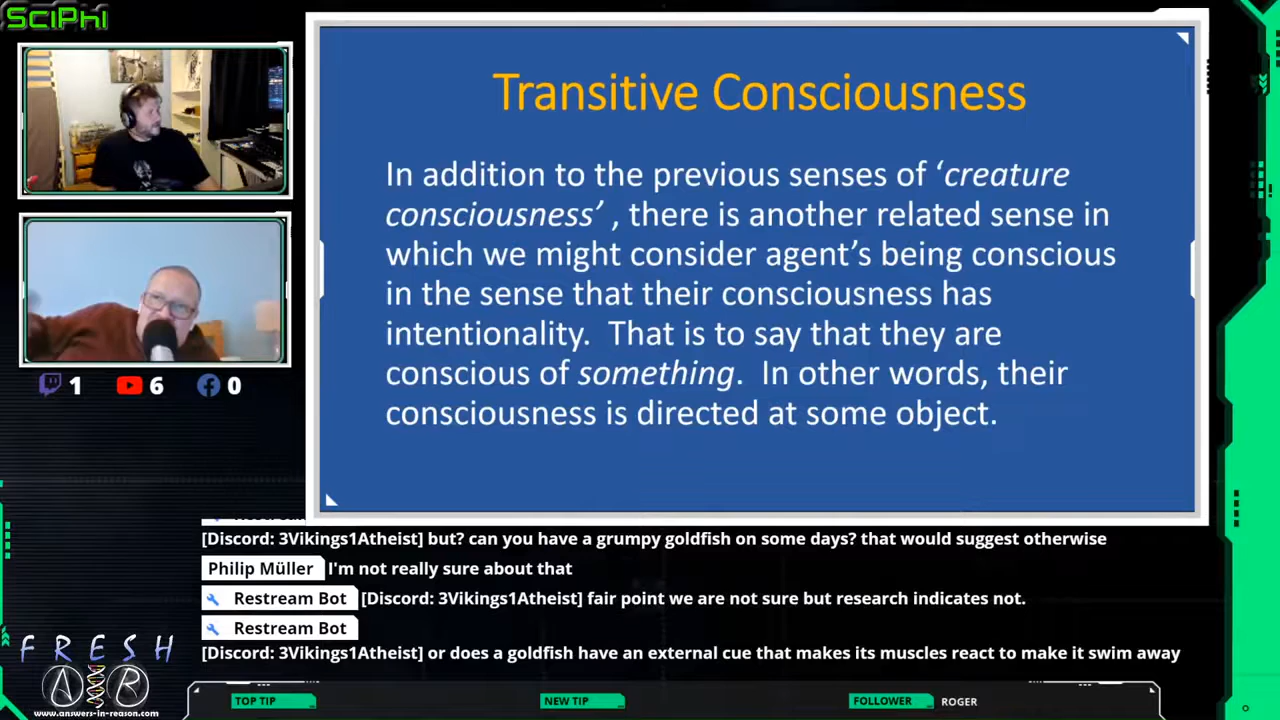 SciPhi
Transitive Consciousness
In addition to the previous senses of ‘creature
consciousness’ , there is another related sense in
which we might consider agent’s being conscious
in the sense that their consciousness has
intentionality.  That is to say that they are
conscious of something.  In other words, their
consciousness is directed at some object.
1
6
0
[Discord: 3Vikings1Atheist] but? can you have a grumpy goldfish on some days? that would suggest otherwise
Philip Müller I'm not really sure about that
Restream Bot [Discord: 3Vikings1Atheist] fair point we are not sure but research indicates not.
Restream Bot
[Discord: 3Vikings1Atheist] or does a goldfish have an external cue that makes its muscles react to make it swim away
FRESH
AiR
www.answers-in-reason.com
TOP TIP
NEW TIP
FOLLOWER ROGER